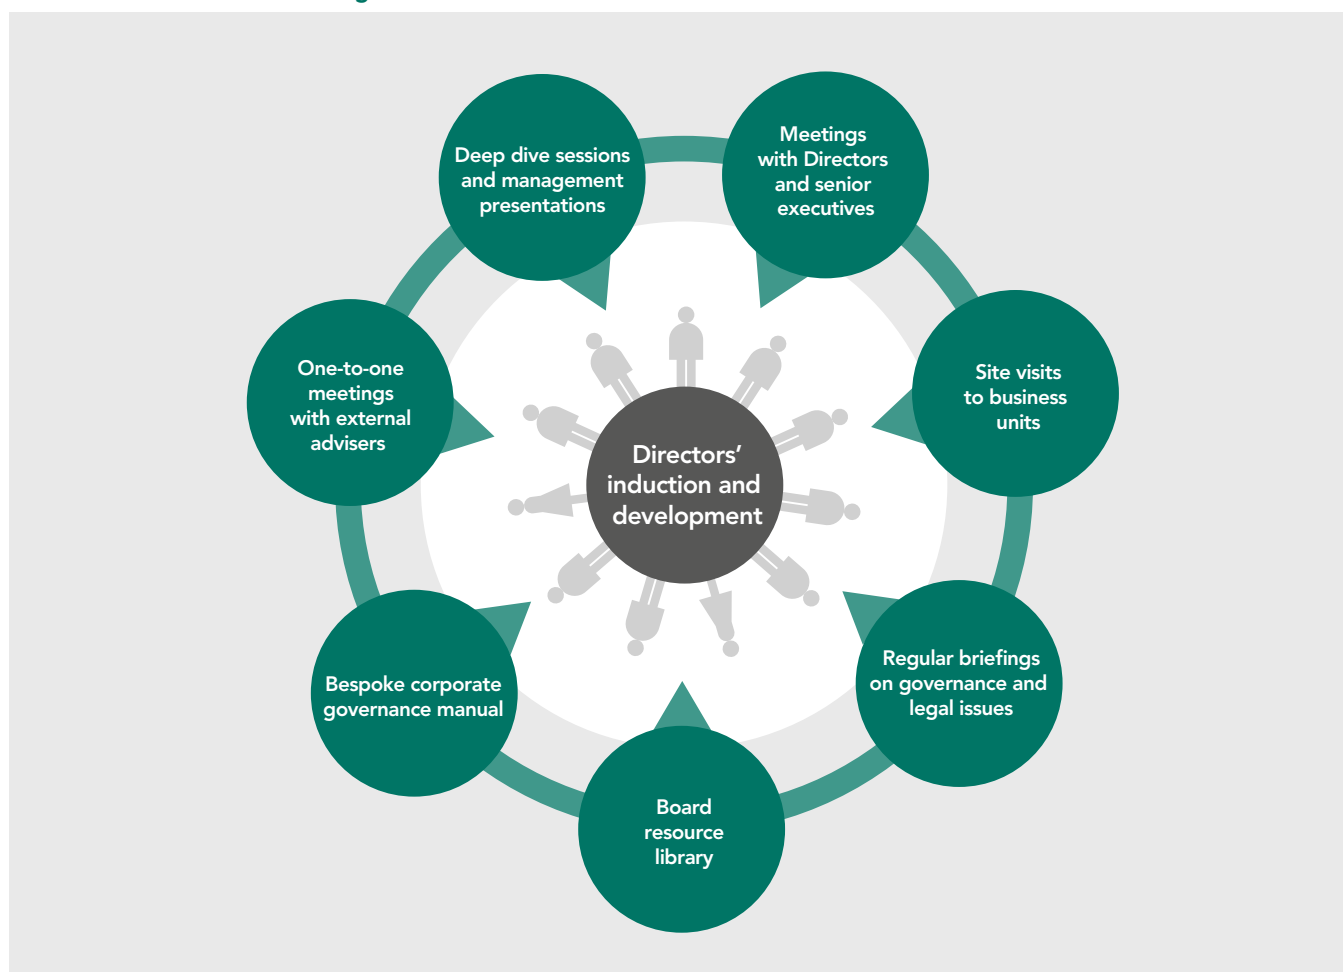 Meetings
with Directors
and senior
executives
Site visits
to business
units
Regular briefings
on governance and
legal issues
Board
resource
library
Bespoke corporate
governance manual
One-to-one
meetings
with external
advisers
Deep dive sessions
and management
presentations
Directors’
induction and
development